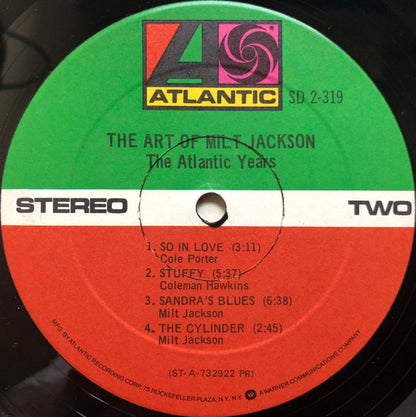 ATLANTIC
SD 2-319
THE ART OF MILT JACKSON
The Atlantic Years
STEREO TWO
1. SO IN LOVE (3:11)
Cole Porter
2. STUFFY (5:37)
Coleman Hawkins
3. SANDRA'S BLUES (6:38)
Milt Jackson
4. THE CYLINDER (2:45)
Milt Jackson
(ST-A-732922 PR)
MFG. BY ATLANTIC RECORDING CORP., 75 ROCKEFELLER PLAZA, N.Y., N.Y. A WARNER COMMUNICATIONS COMPANY